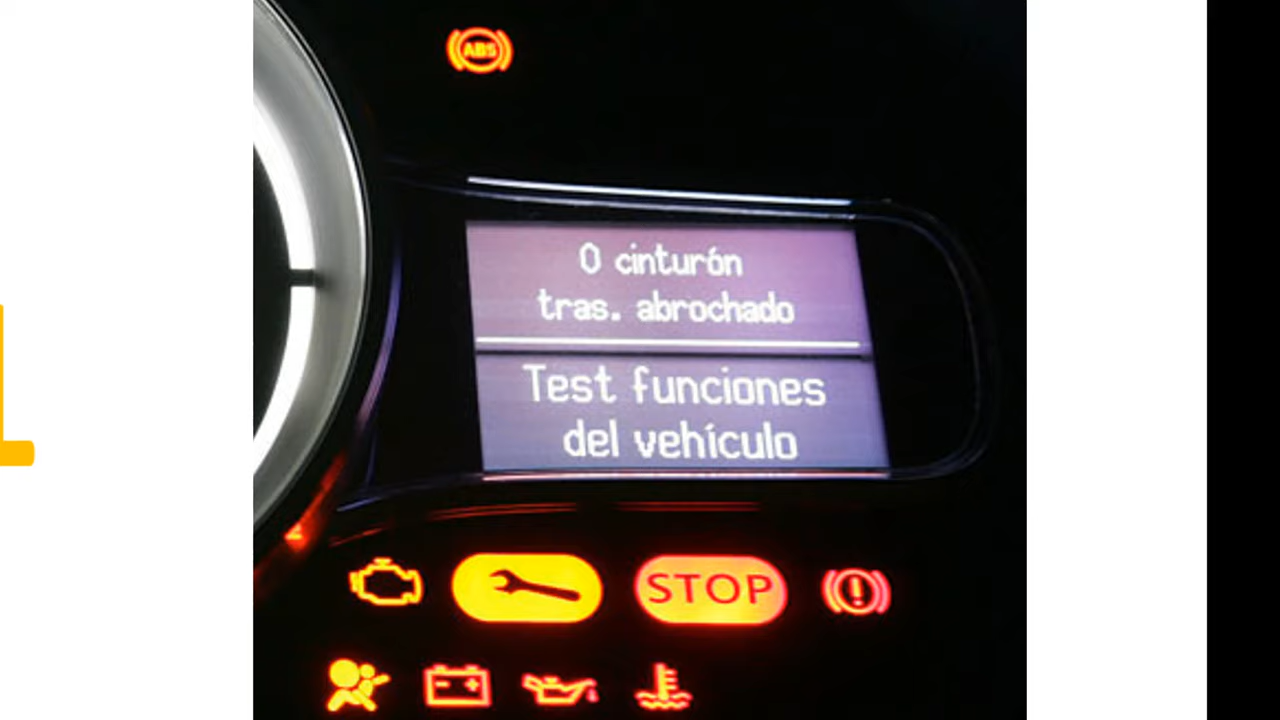 ABS
0 cinturón
tras. abrochado
Test funciones
del vehículo
STOP